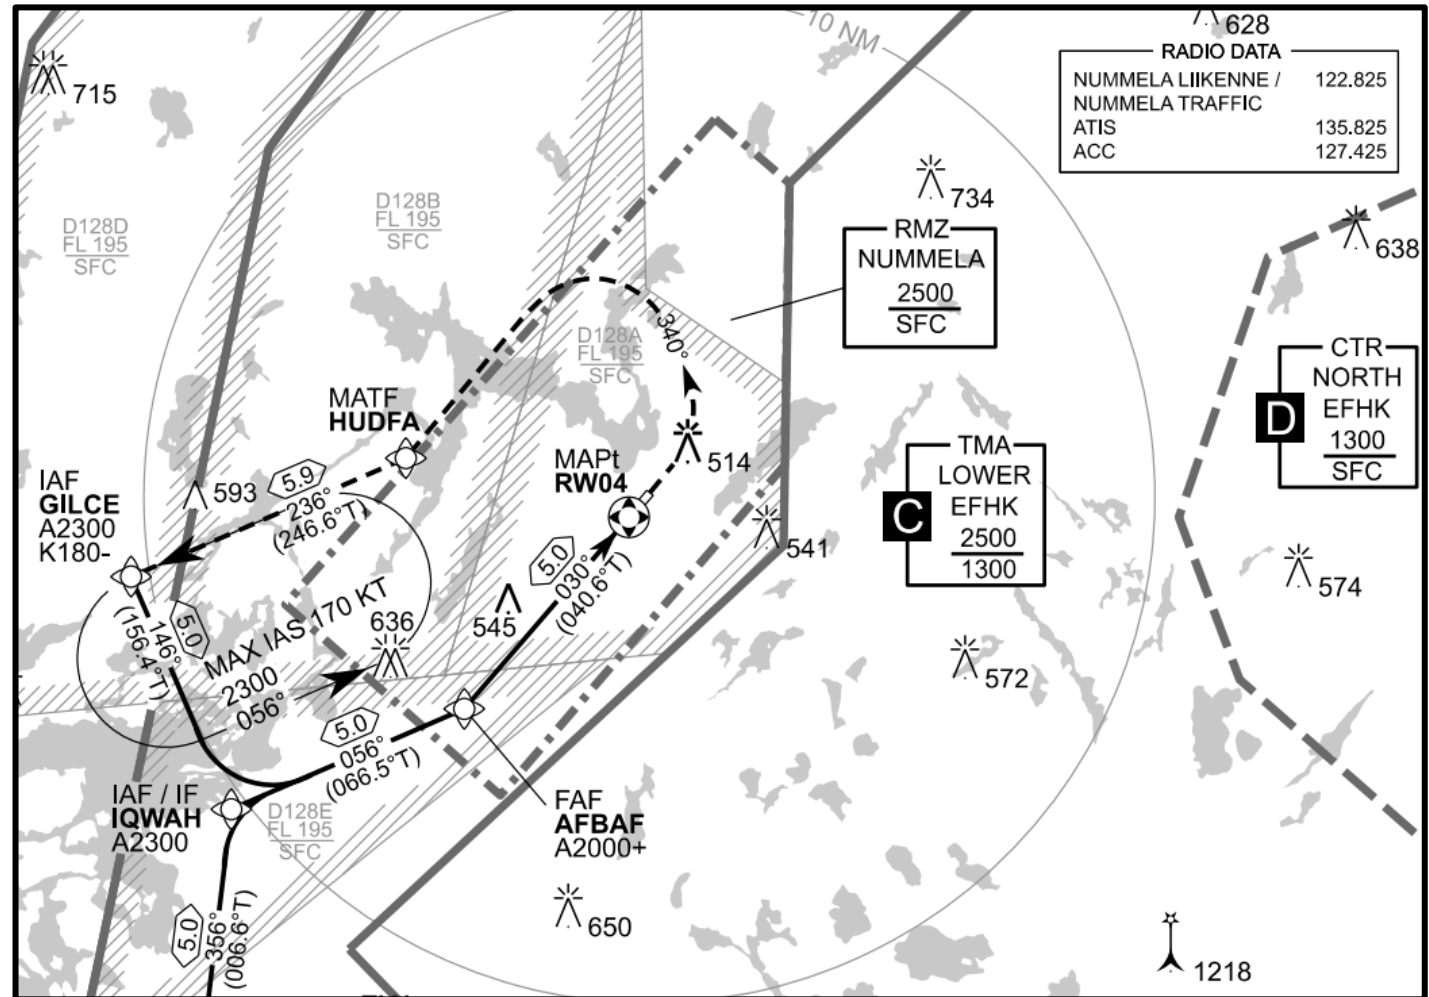 10 NM
628
RADIO DATA
NUMMELA LIIKENNE / 122.825
NUMMELA TRAFFIC
ATIS 135.825
ACC 127.425
715
734
638
D128D
FL 195
SFC
D128B
FL 195
SFC
RMZ
NUMMELA
2500
SFC
340°
D128A
FL 195
SFC
CTR
NORTH
EFHK
1300
SFC
D
MATF
HUDFA
514
MAPt
RW04
TMA
LOWER
EFHK
2500
1300
C
IAF
GILCE
A2300
K180-
593
5.9
236°
(246.6°T)
541
574
5.0
030°
(040.6°T)
5.0
146°
(156.4°T)
MAX IAS 170 KT
2300
056°
636
545
572
5.0
056°
(066.5°T)
IAF / IF
IQWAH
A2300
D128E
FL 195
SFC
FAF
AFBAF
A2000+
650
5.0
356°
(006.6°T)
1218